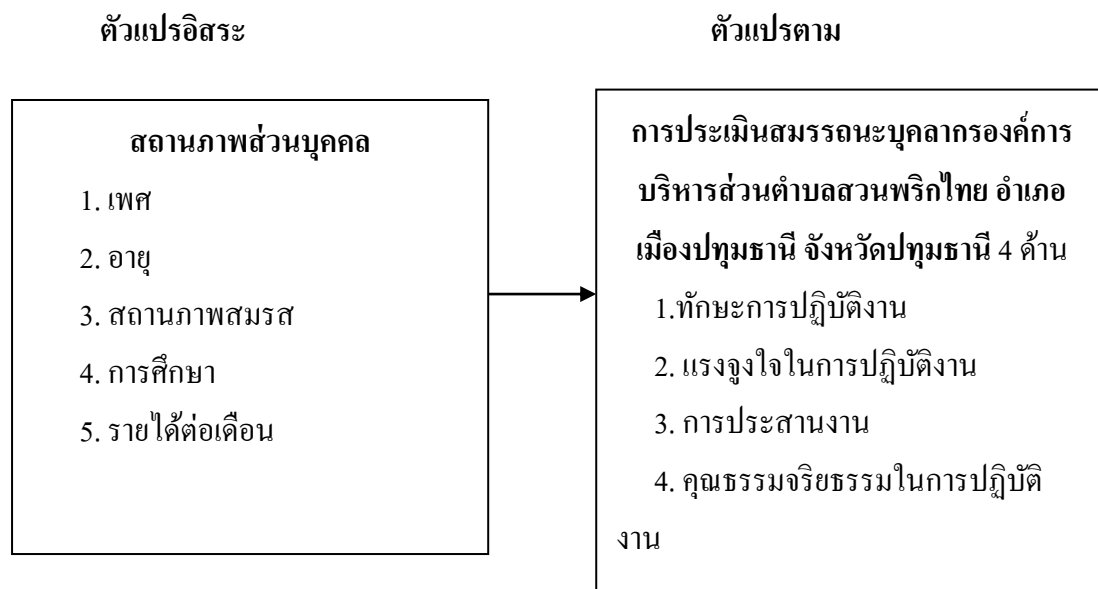 ตัวแปรอิสระ
ตัวแปรตาม
สถานภาพส่วนบุคคล
1. เพศ
2. อายุ
3. สถานภาพสมรส
4. การศึกษา
5. รายได้ต่อเดือน
การประเมินสมรรถนะบุคลากรองค์การ
บริหารส่วนตำบลสวนพริกไทย อำเภอ
เมืองปทุมธานี จังหวัดปทุมธานี 4 ด้าน
1.ทักษะการปฏิบัติงาน
2. แรงจูงใจในการปฏิบัติงาน
3. การประสานงาน
4. คุณธรรมจริยธรรมในการปฏิบัติ
งาน